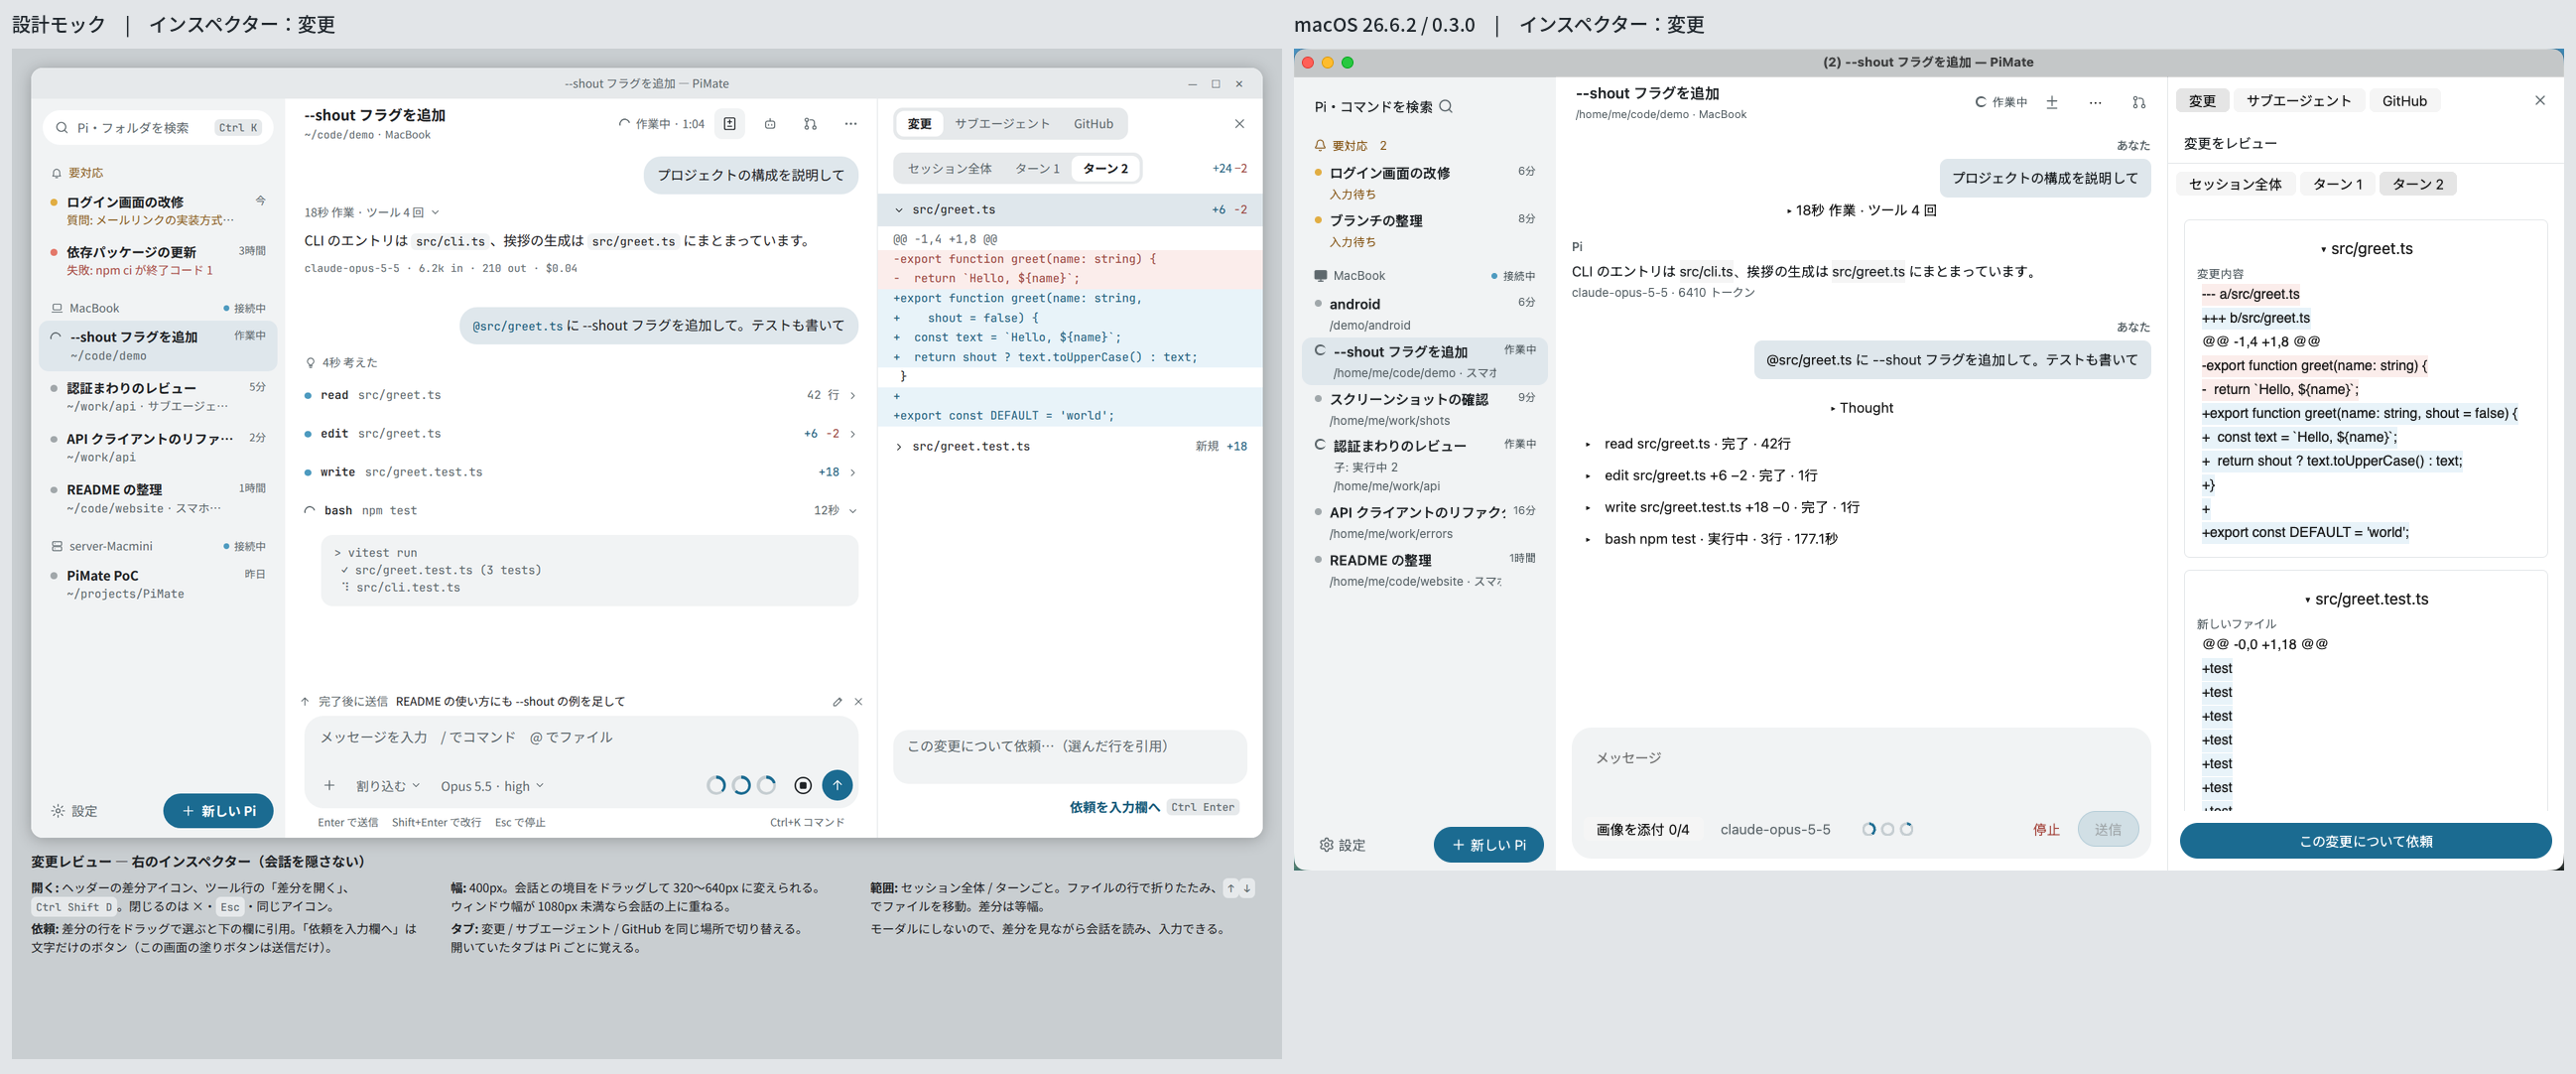 設計モック | インスペクター：変更
--shout フラグを追加 — PiMate
Pi・フォルダを検索 Ctrl K
要対応
ログイン画面の改修 今
質問: メールリンクの実装方式…
依存パッケージの更新 3時間
失敗: npm ci が終了コード 1
MacBook 接続中
--shout フラグを追加 作業中
~/code/demo
認証まわりのレビュー 5分
~/work/api · サブエージェ…
API クライアントのリファ… 2分
~/work/api
README の整理 1時間
~/code/website · スマホ…
server-Macmini 接続中
PiMate PoC 昨日
~/projects/PiMate
設定
+ 新しい Pi
--shout フラグを追加
~/code/demo · MacBook
作業中 · 1:04
プロジェクトの構成を説明して
18秒 作業 · ツール 4 回
CLI のエントリは src/cli.ts 、挨拶の生成は src/greet.ts にまとまっています。
claude-opus-5-5 · 6.2k in · 210 out · $0.04
@src/greet.ts に --shout フラグを追加して。テストも書いて
4秒 考えた
read src/greet.ts 42 行
edit src/greet.ts +6 -2
write src/greet.test.ts +18
bash npm test 12秒
> vitest run
✓ src/greet.test.ts (3 tests)
src/cli.test.ts
完了後に送信 README の使い方にも --shout の例を足して
メッセージを入力 / でコマンド @ でファイル
割り込む Opus 5.5 · high
Enter で送信 Shift+Enter で改行 Esc で停止 Ctrl+K コマンド
変更 サブエージェント GitHub
セッション全体 ターン 1 ターン 2 +24 −2
src/greet.ts +6 -2
@@ -1,4 +1,8 @@
-export function greet(name: string) {
-  return `Hello, ${name}`;
+export function greet(name: string,
+    shout = false) {
+  const text = `Hello, ${name}`;
+  return shout ? text.toUpperCase() : text;
}
+
+export const DEFAULT = 'world';
src/greet.test.ts 新規 +18
この変更について依頼…（選んだ行を引用）
依頼を入力欄へ Ctrl Enter
変更レビュー — 右のインスペクター（会話を隠さない）
開く: ヘッダーの差分アイコン、ツール行の「差分を開く」、
Ctrl Shift D 。閉じるのは ×・ Esc ・同じアイコン。
依頼: 差分の行をドラッグで選ぶと下の欄に引用。「依頼を入力欄へ」は
文字だけのボタン（この画面の塗りボタンは送信だけ）。
幅: 400px。会話との境目をドラッグして 320〜640px に変えられる。
ウィンドウ幅が 1080px 未満なら会話の上に重ねる。
タブ: 変更 / サブエージェント / GitHub を同じ場所で切り替える。
開いていたタブは Pi ごとに覚える。
範囲: セッション全体 / ターンごと。ファイルの行で折りたたみ、 ↑ ↓
でファイルを移動。差分は等幅。
モーダルにしないので、差分を見ながら会話を読み、入力できる。
macOS 26.6.2 / 0.3.0 | インスペクター：変更
(2) --shout フラグを追加 — PiMate
Pi・コマンドを検索
要対応 2
ログイン画面の改修 6分
入力待ち
ブランチの整理 8分
入力待ち
MacBook 接続中
android 6分
/demo/android
--shout フラグを追加 作業中
/home/me/code/demo · スマホ
スクリーンショットの確認 9分
/home/me/work/shots
認証まわりのレビュー 作業中
子: 実行中 2
/home/me/work/api
API クライアントのリファク 16分
/home/me/work/errors
README の整理 1時間
/home/me/code/website · スマ
設定
+ 新しい Pi
--shout フラグを追加
/home/me/code/demo · MacBook
作業中
あなた
プロジェクトの構成を説明して
18秒 作業 · ツール 4 回
Pi
CLI のエントリは src/cli.ts、挨拶の生成は src/greet.ts にまとまっています。
claude-opus-5-5 · 6410 トークン
あなた
@src/greet.ts に --shout フラグを追加して。テストも書いて
Thought
read src/greet.ts · 完了 · 42行
edit src/greet.ts +6 −2 · 完了 · 1行
write src/greet.test.ts +18 −0 · 完了 · 1行
bash npm test · 実行中 · 3行 · 177.1秒
メッセージ
画像を添付 0/4 claude-opus-5-5 停止 送信
変更 サブエージェント GitHub
変更をレビュー
セッション全体 ターン 1 ターン 2
src/greet.ts
変更内容
--- a/src/greet.ts
+++ b/src/greet.ts
@@ -1,4 +1,8 @@
-export function greet(name: string) {
-  return `Hello, ${name}`;
+export function greet(name: string, shout = false) {
+  const text = `Hello, ${name}`;
+  return shout ? text.toUpperCase() : text;
+}
+
+export const DEFAULT = 'world';
src/greet.test.ts
新しいファイル
@@ -0,0 +1,18 @@
+test
+test
+test
+test
+test
+test
+test
この変更について依頼